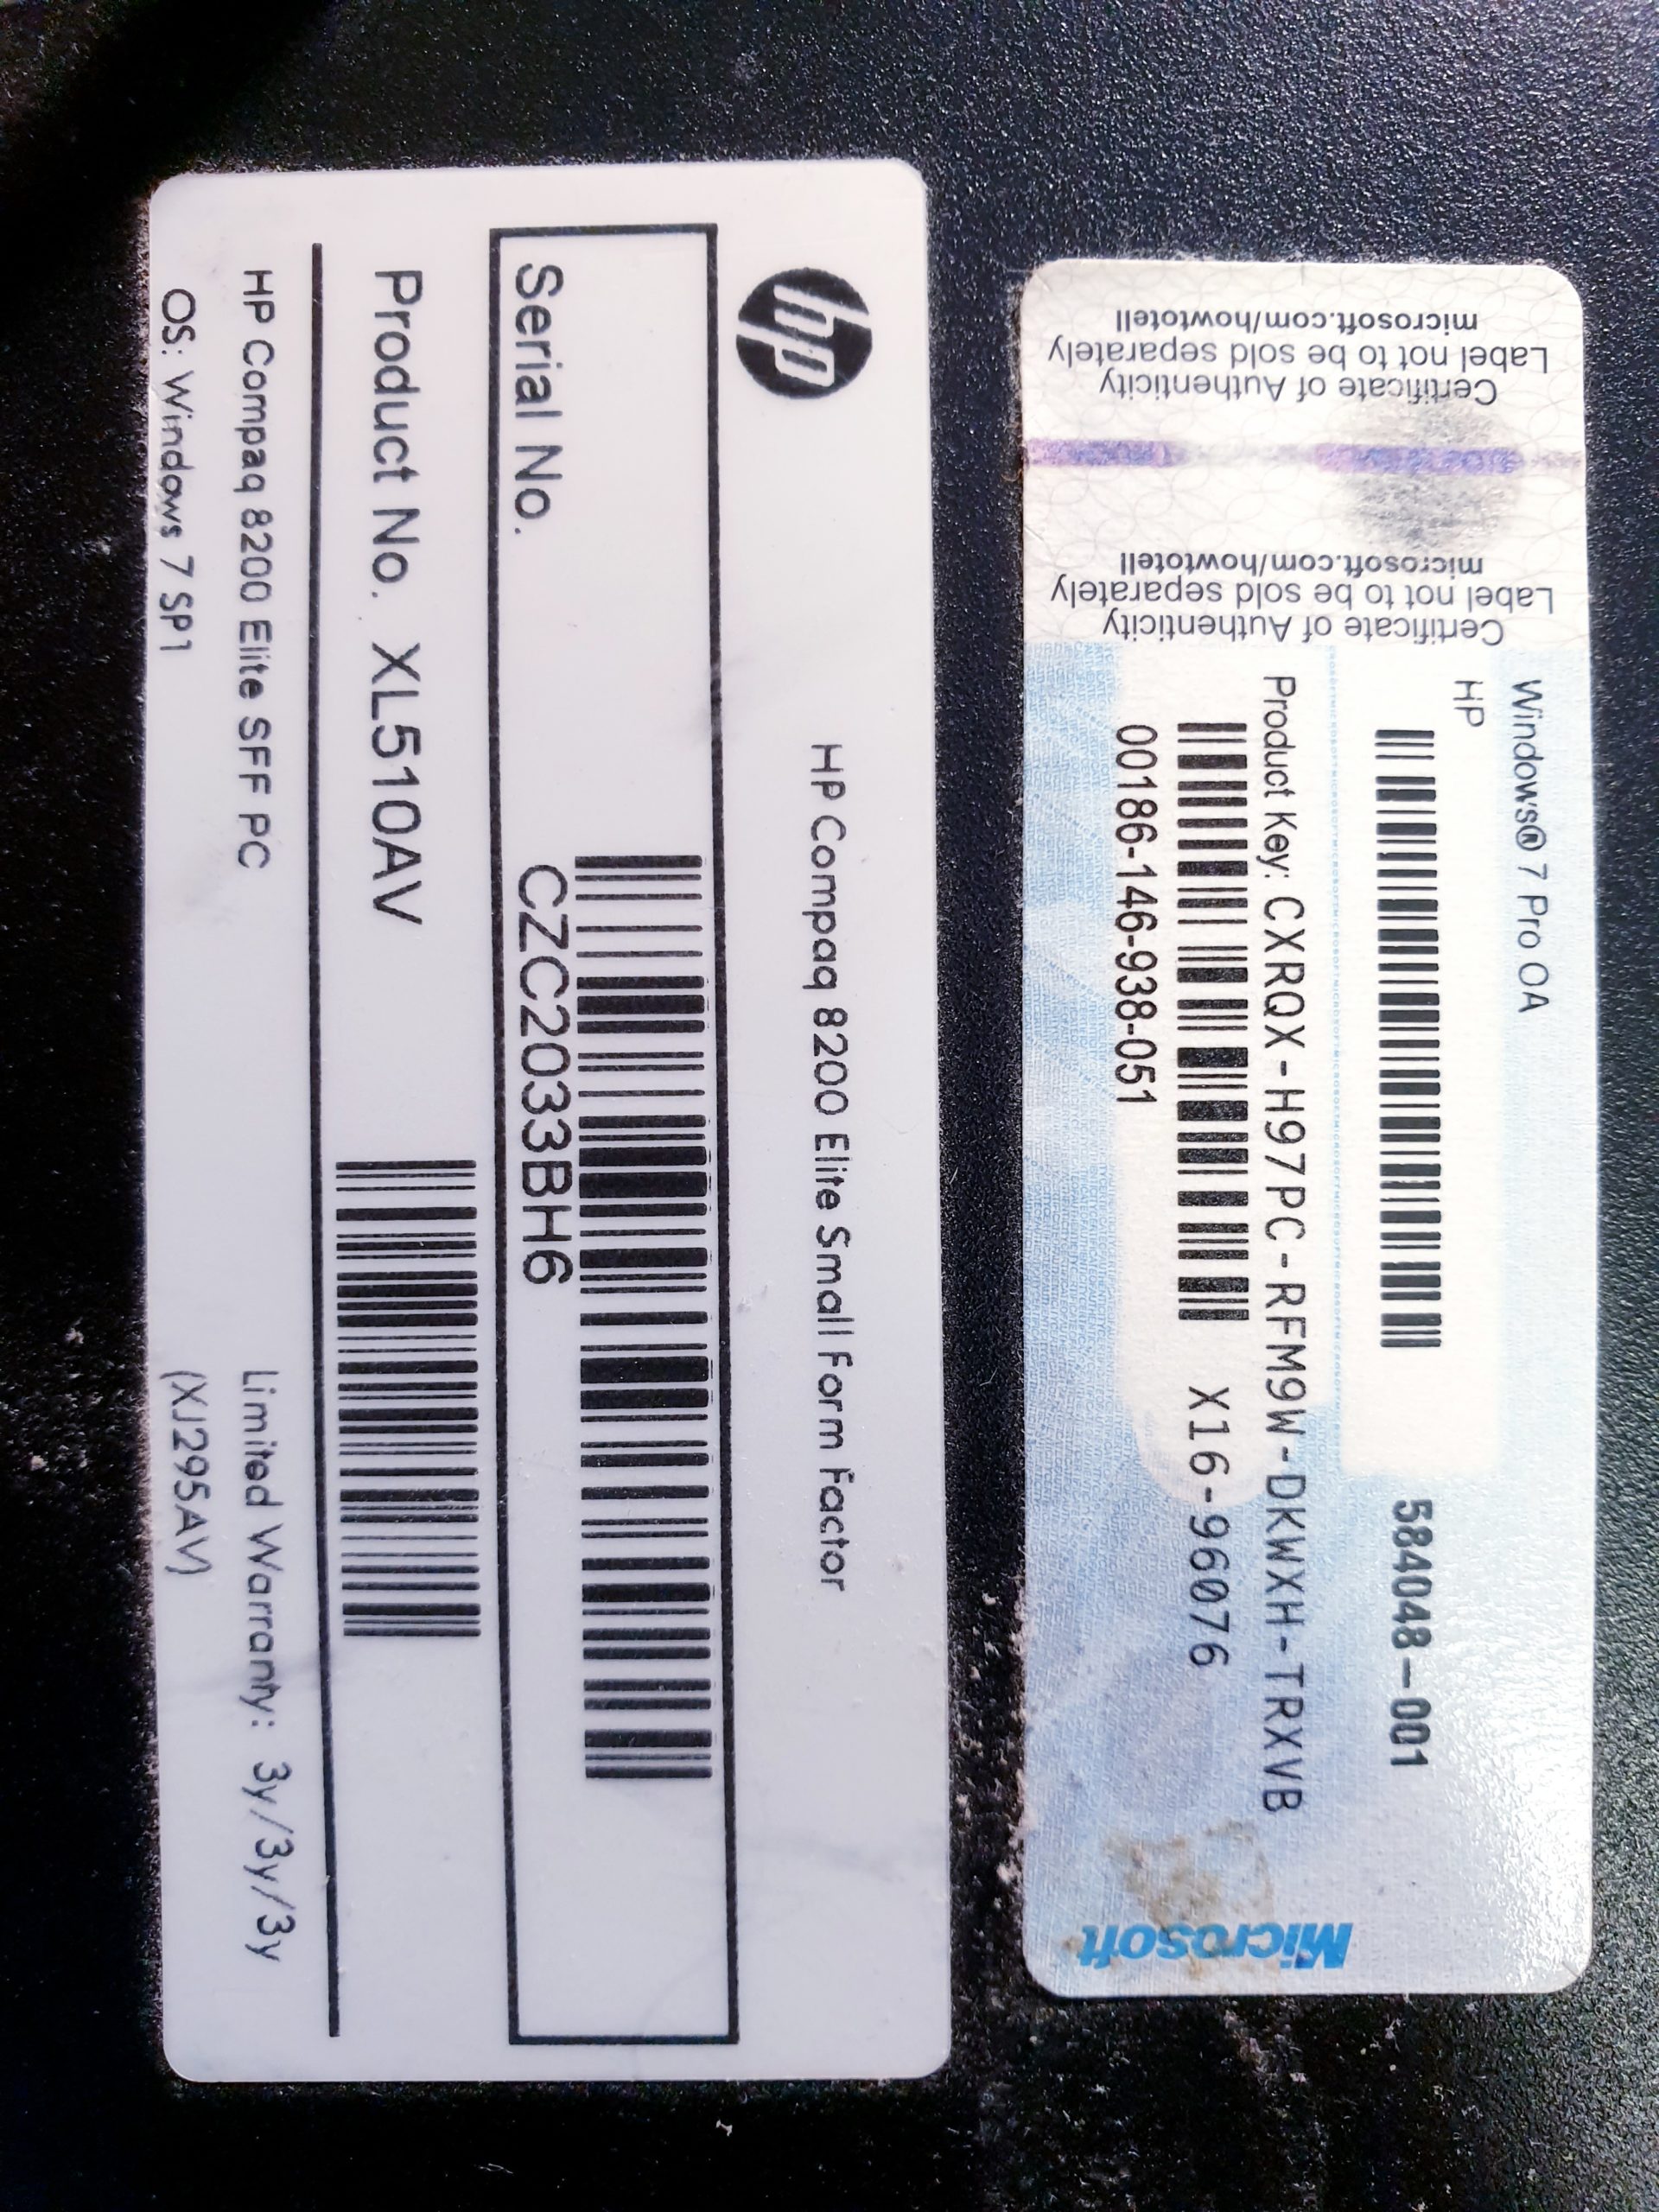 hp
HP Compaq 8200 Elite Small Form Factor
Serial No.
CZC2033BH6
Product No. XL510AV
HP Compaq 8200 Elite SFF PC
Limited Warranty: 3y/3y/3y
OS: Windows 7 SP1
(XJ295AV)
Certificate of Authenticity
Label not to be sold separately
microsoft.com/howtotell
Certificate of Authenticity
Label not to be sold separately
microsoft.com/howtotell
Windows® 7 Pro OA
HP
584048-001
Product Key: CXRQX-H97PC-RFM9W-DKWXH-TRXVB
X16-96076
00186-146-938-051
Microsoft